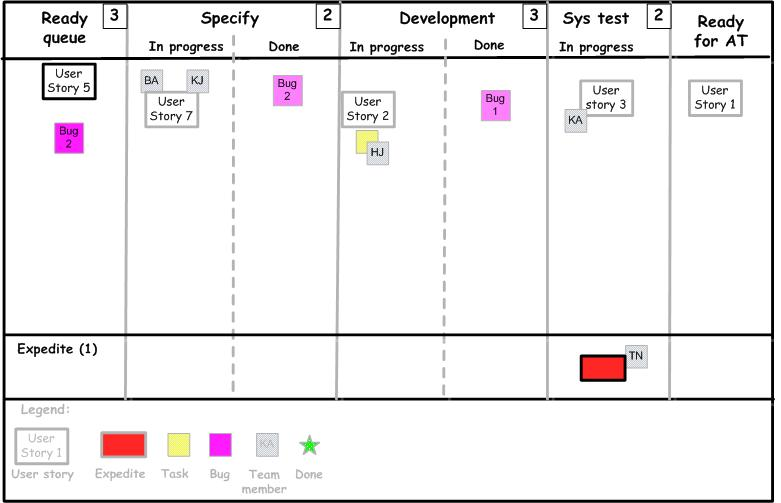 Ready queue 3
Specify 2
Development 3
Sys test 2
Ready for AT
In progress
Done
In progress
Done
In progress
User Story 5
Bug 2
BA
KJ
User Story 7
Bug 2
User Story 2
HJ
Bug 1
User story 3
KA
User Story 1
Expedite (1)
TN
Legend:
User Story 1
KA
User story
Expedite
Task
Bug
Team member
Done